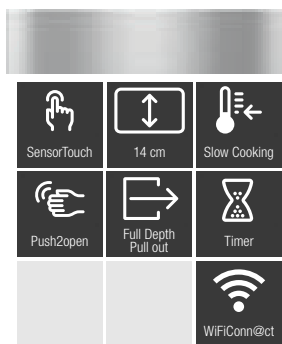 SensorTouch
14 cm
Slow Cooking
Push2open
Full Depth
Pull out
Timer
WiFiConn@ct